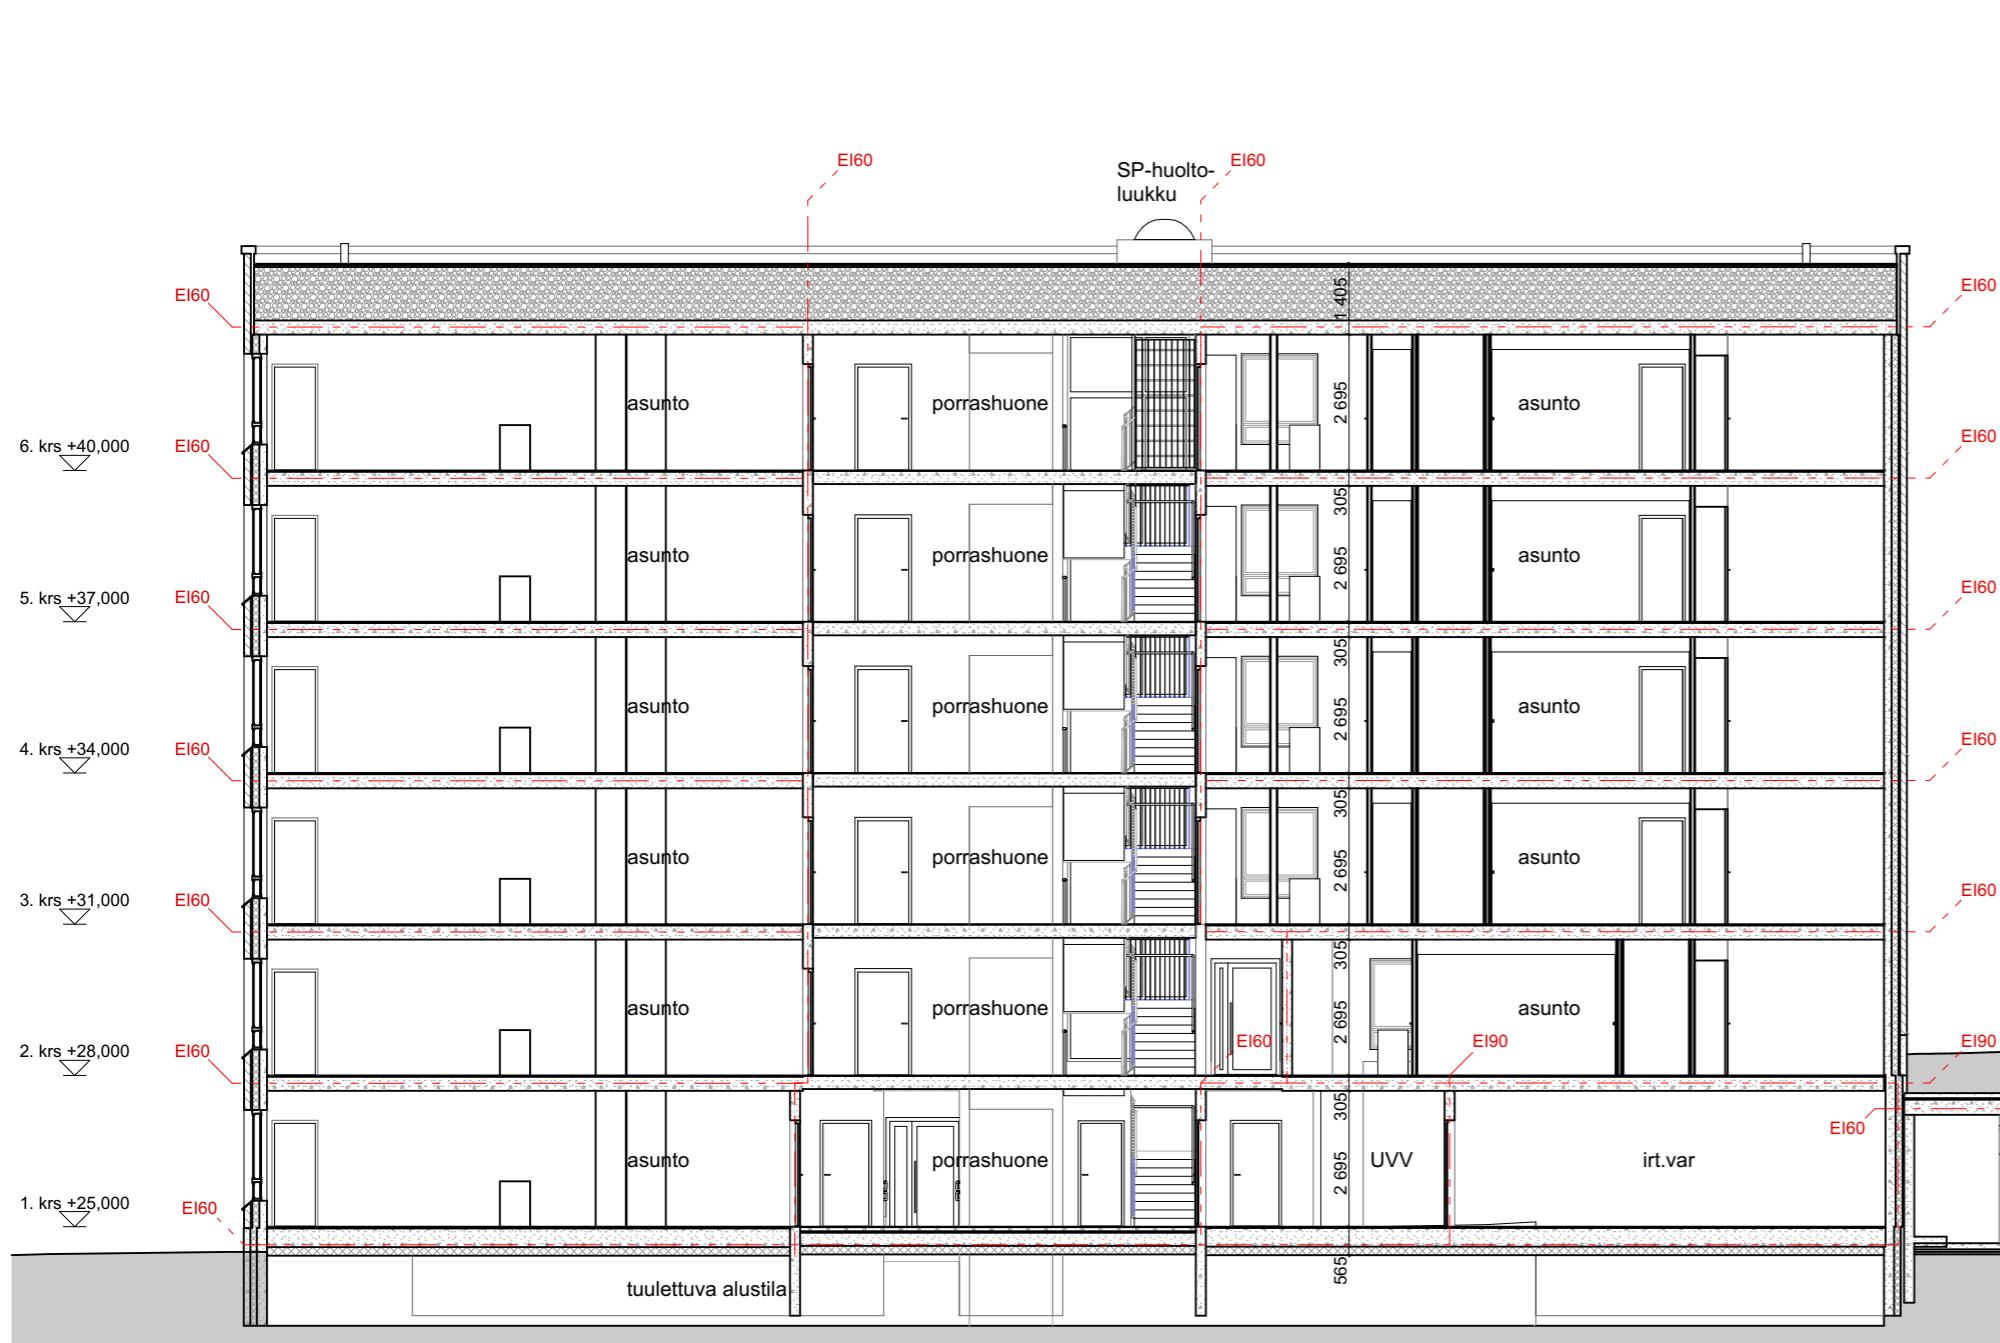 EI60
SP-huolto-
luukku
EI60
EI60
1 405
EI60
asunto
porrashuone
2 695
asunto
6. krs +40,000
EI60
EI60
305
asunto
porrashuone
2 695
asunto
5. krs +37,000
EI60
EI60
305
asunto
porrashuone
2 695
asunto
4. krs +34,000
EI60
EI60
305
asunto
porrashuone
2 695
asunto
3. krs +31,000
EI60
EI60
305
asunto
porrashuone
2 695
asunto
2. krs +28,000
EI60
EI60
EI90
EI90
305
EI60
asunto
porrashuone
2 695
UVV
irt.var
1. krs +25,000
EI60
565
tuulettuva alustila